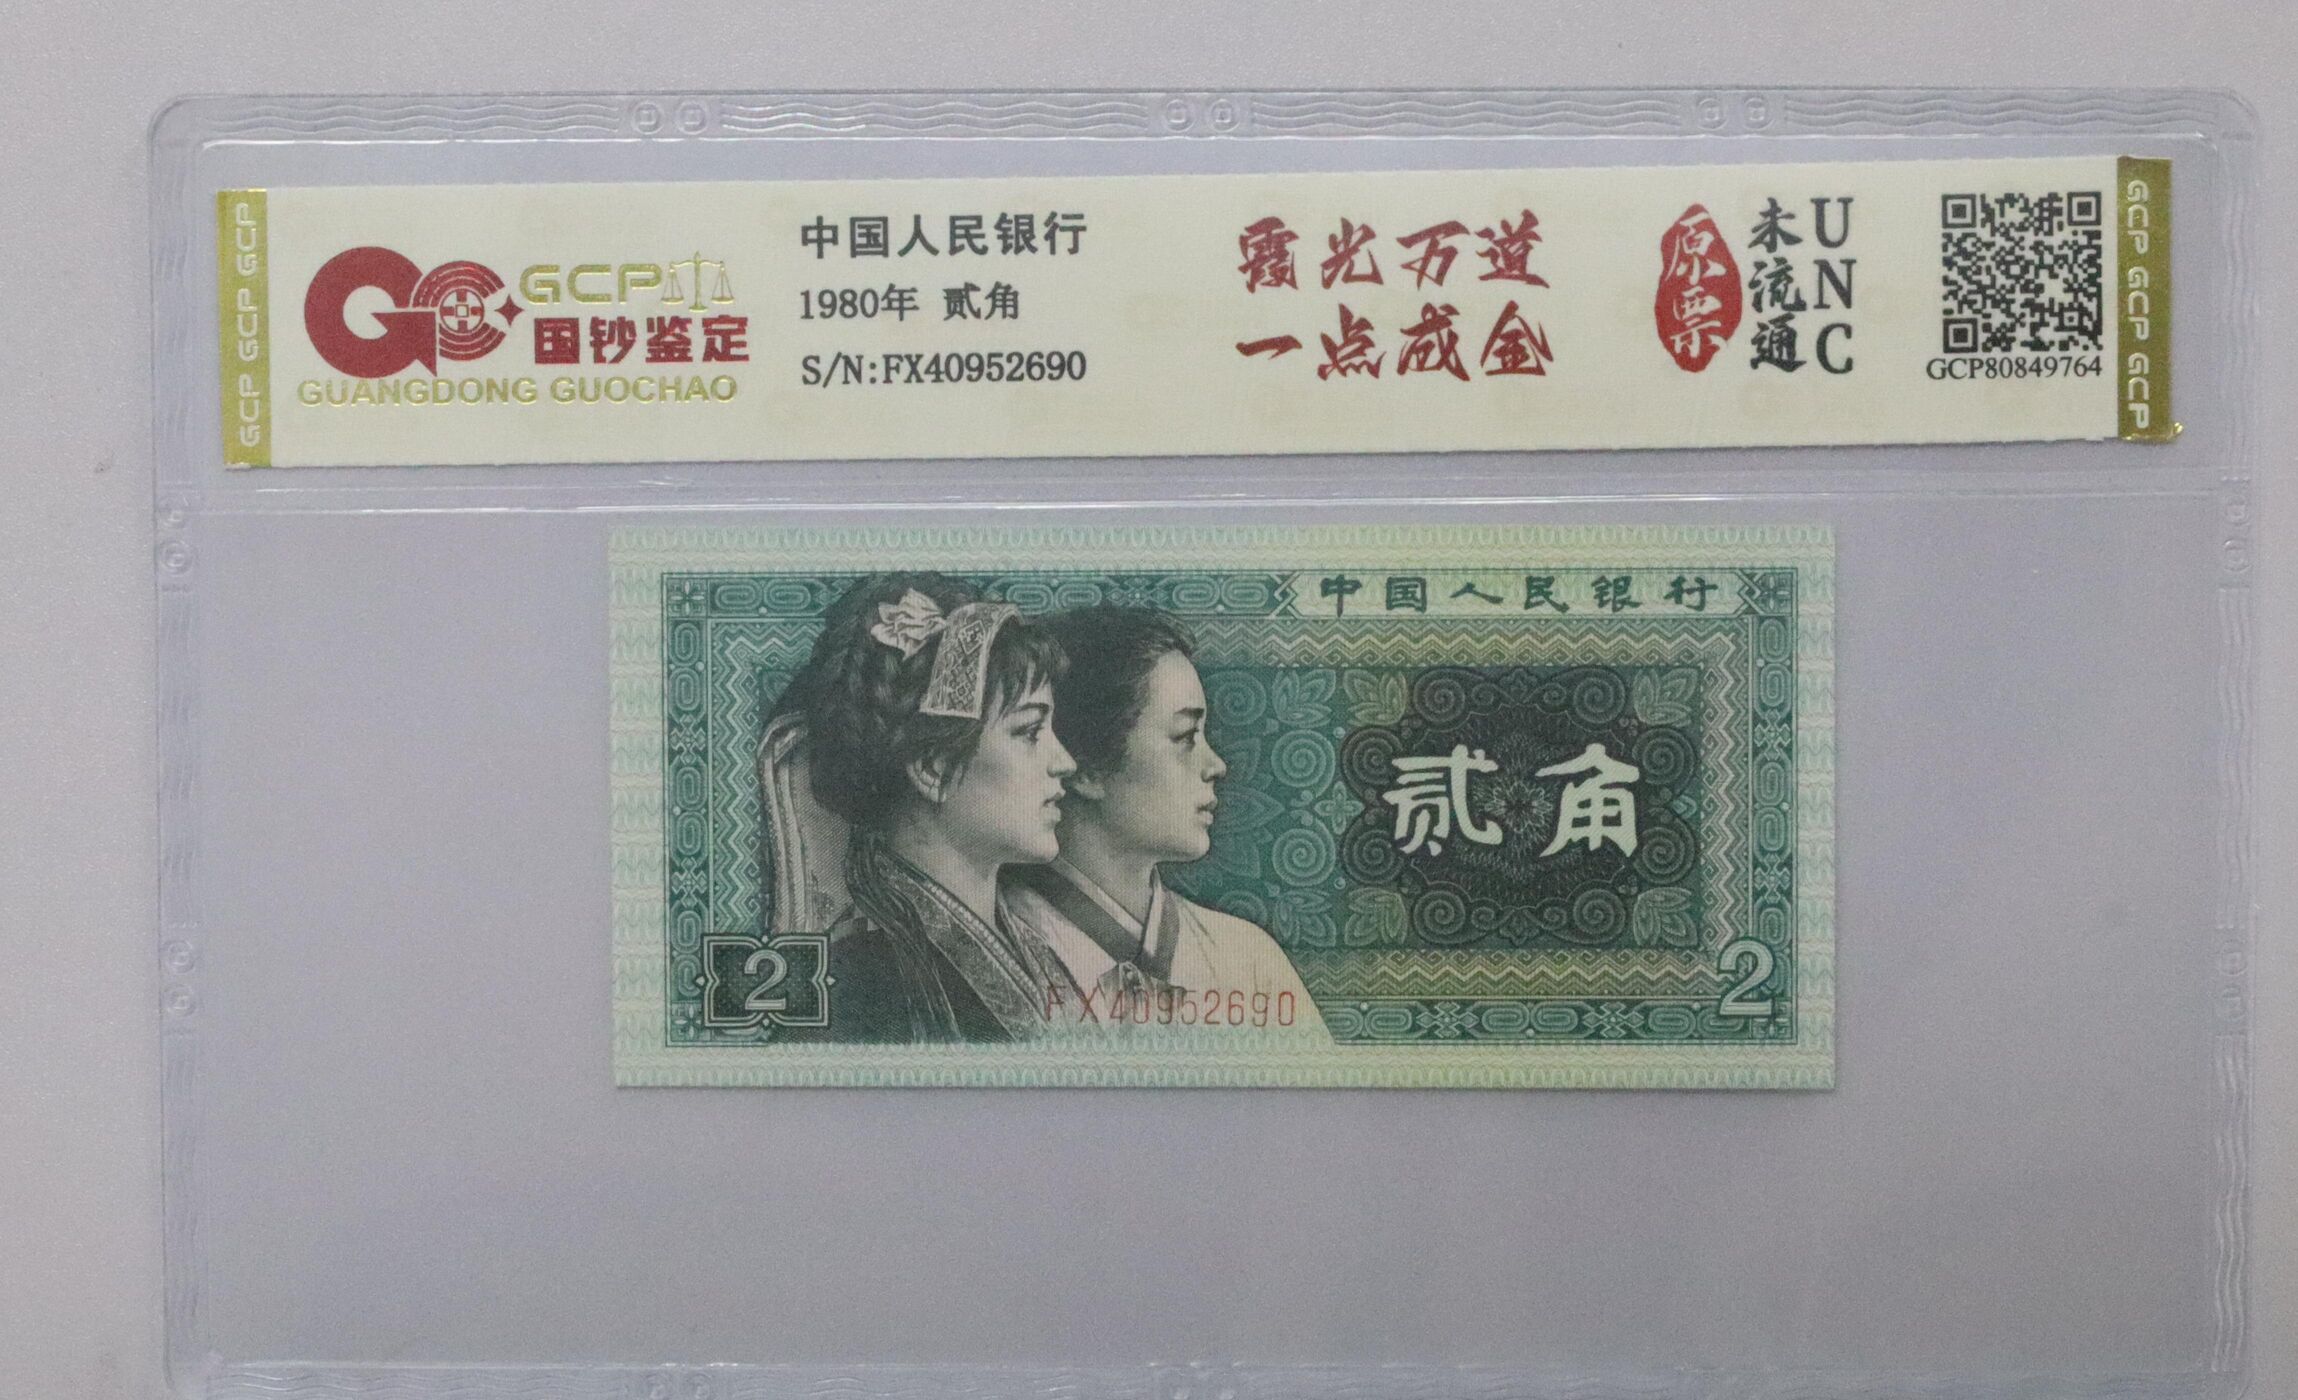 GCP GCP GCP
GCP
国钞鉴定
GUANGDONG GUOCHAO
中国人民银行
1980年 贰角
S/N:FX40952690
霞光万道
一点成金
原票
未流通
UNC
GCP80849764
GCP GCP GCP
中国人民银行
贰角
2
FX40952690
2